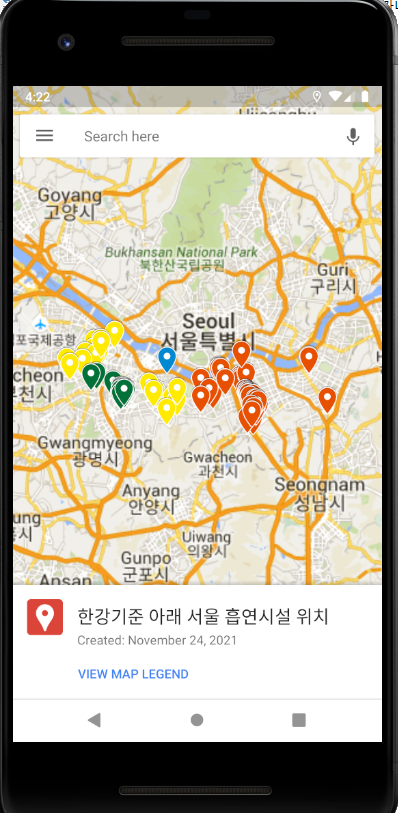 4:22
Search here
Goyang
고양시
Bukhansan National Park
북한산국립공원
Guri
구리시
Seoul
서울특별시
포국제공항
cheon
천시
Gwangmyeong
광명시
Gwacheon
과천시
Anyang
안양시
Seongnam
성남시
ung
Uiwang
의왕시
Gunpo
군포시
Ansan
한강기준 아래 서울 흡연시설 위치
Created: November 24, 2021
VIEW MAP LEGEND